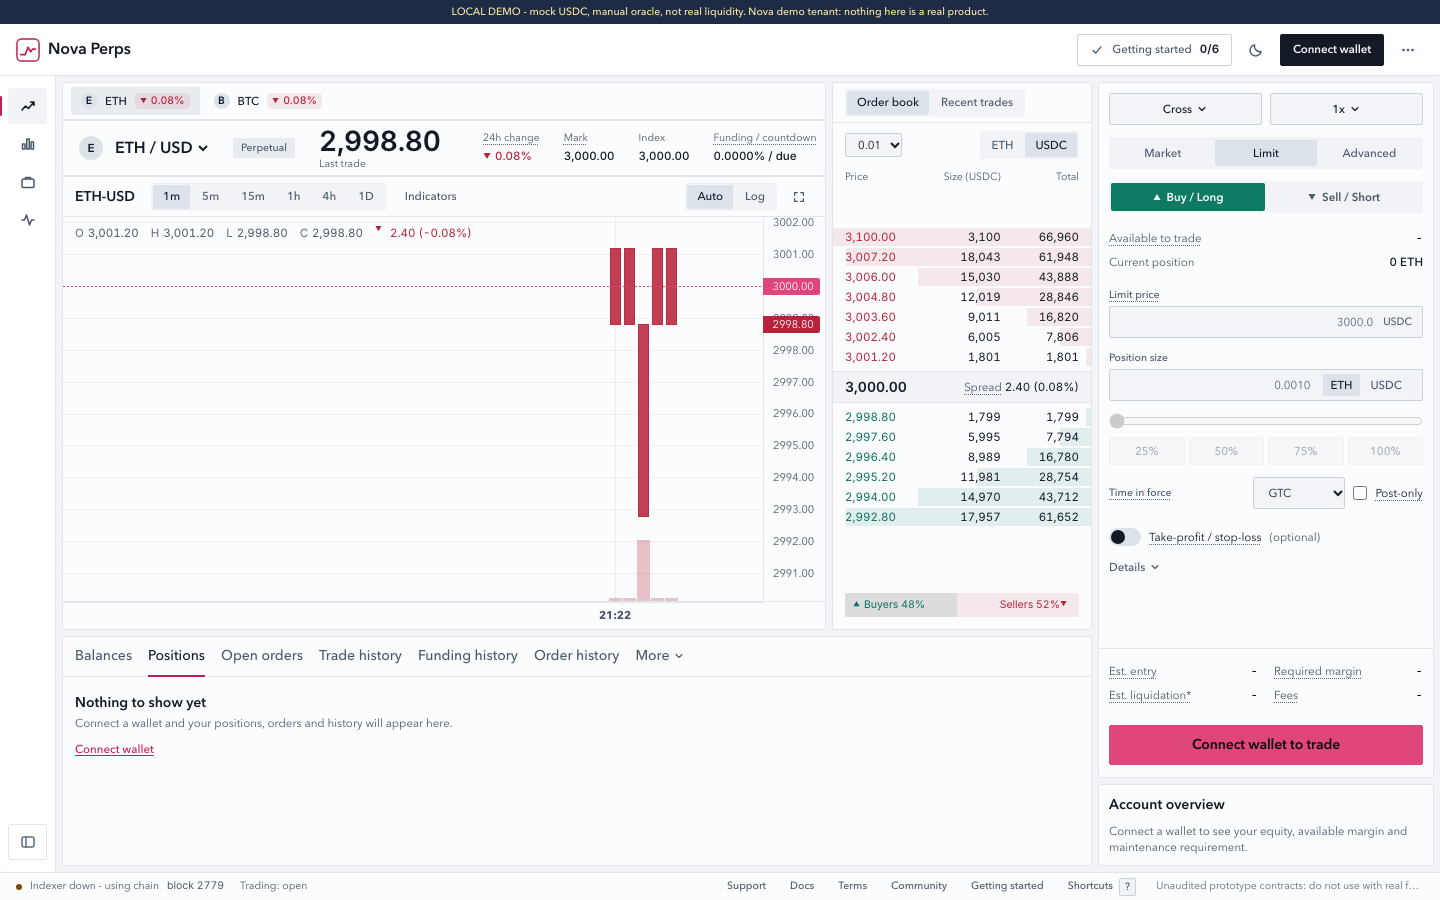 LOCAL DEMO - mock USDC, manual oracle, not real liquidity. Nova demo tenant: nothing here is a real product.
Nova Perps
Getting started 0/6
Connect wallet
E ETH 0.08%
B BTC 0.08%
E ETH / USD
Perpetual
2,998.80
Last trade
24h change
0.08%
Mark
3,000.00
Index
3,000.00
Funding / countdown
0.0000% / due
ETH-USD
1m 5m 15m 1h 4h 1D
Indicators
Auto Log
O 3,001.20 H 3,001.20 L 2,998.80 C 2,998.80 2.40 (-0.08%)
3002.00
3001.00
3000.00
2998.80
2998.00
2997.00
2996.00
2995.00
2994.00
2993.00
2992.00
2991.00
21:22
Order book Recent trades
0.01
ETH USDC
Price Size (USDC) Total
3,100.00 3,100 66,960
3,007.20 18,043 61,948
3,006.00 15,030 43,888
3,004.80 12,019 28,846
3,003.60 9,011 16,820
3,002.40 6,005 7,806
3,001.20 1,801 1,801
3,000.00 Spread 2.40 (0.08%)
2,998.80 1,799 1,799
2,997.60 5,995 7,794
2,996.40 8,989 16,780
2,995.20 11,981 28,754
2,994.00 14,970 43,712
2,992.80 17,957 61,652
Buyers 48% Sellers 52%
Cross 1x
Market Limit Advanced
Buy / Long Sell / Short
Available to trade -
Current position 0 ETH
Limit price
3000.0 USDC
Position size
0.0010 ETH USDC
25% 50% 75% 100%
Time in force GTC Post-only
Take-profit / stop-loss (optional)
Details
Est. entry - Required margin -
Est. liquidation* - Fees -
Connect wallet to trade
Account overview
Connect a wallet to see your equity, available margin and
maintenance requirement.
Balances Positions Open orders Trade history Funding history Order history More
Nothing to show yet
Connect a wallet and your positions, orders and history will appear here.
Connect wallet
Indexer down - using chain block 2779 Trading: open
Support Docs Terms Community Getting started Shortcuts ? Unaudited prototype contracts: do not use with real f...